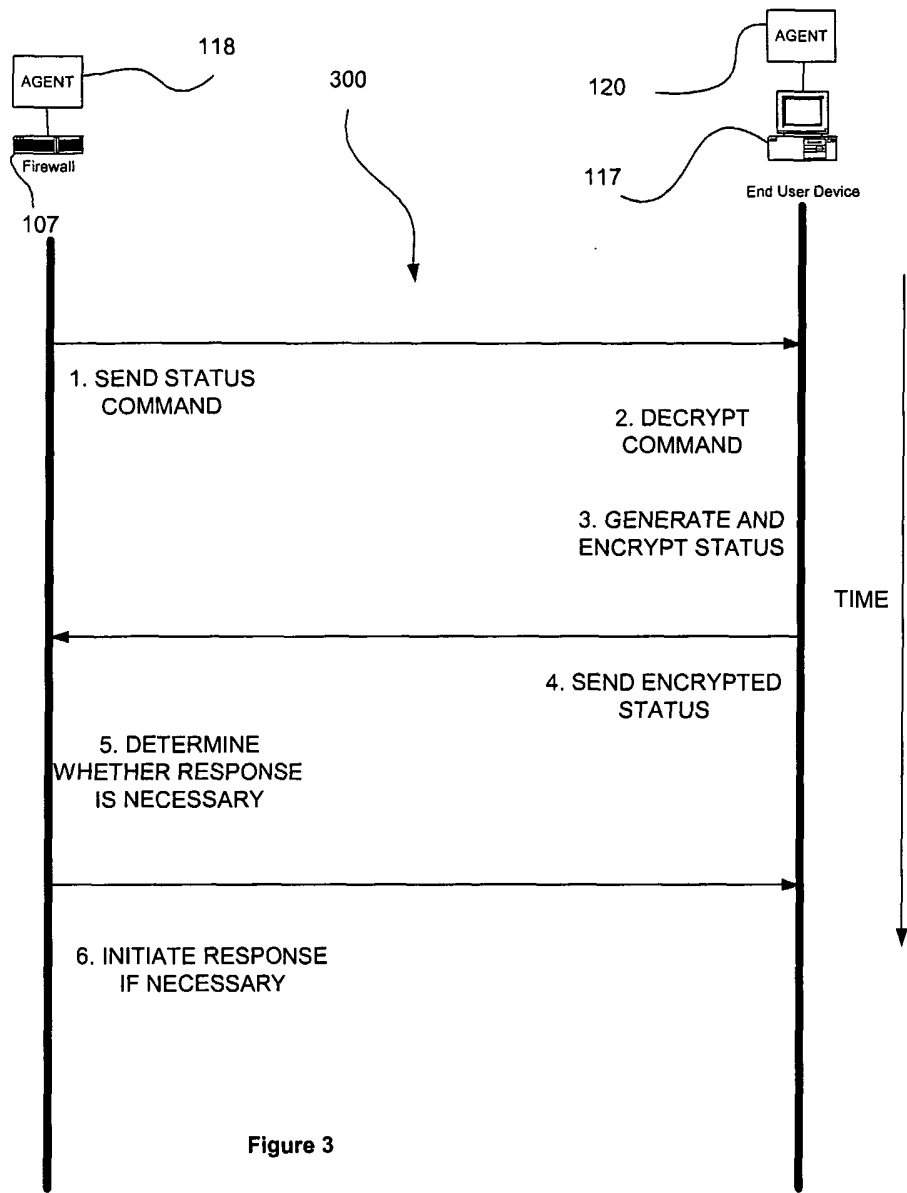 118
AGENT
Firewall
107
300
AGENT
120
117
End User Device
1. SEND STATUS
COMMAND
2. DECRYPT
COMMAND
3. GENERATE AND
ENCRYPT STATUS
TIME
4. SEND ENCRYPTED
STATUS
5. DETERMINE
WHETHER RESPONSE
IS NECESSARY
6. INITIATE RESPONSE
IF NECESSARY
Figure 3